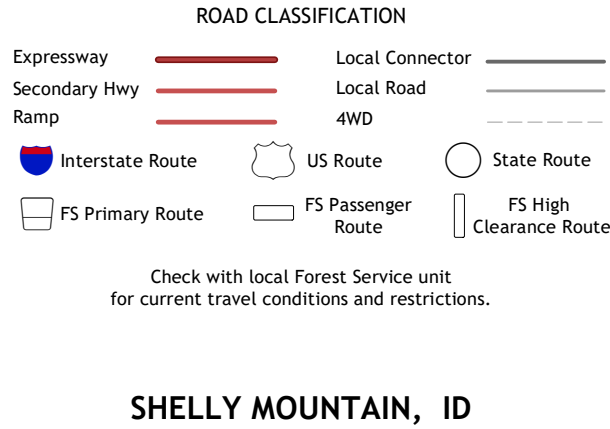 ROAD CLASSIFICATION
Expressway
Local Connector
Secondary Hwy
Local Road
Ramp
4WD
Interstate Route
US Route
State Route
FS Primary Route
FS Passenger
Route
FS High
Clearance Route
Check with local Forest Service unit
for current travel conditions and restrictions.
SHELLY MOUNTAIN, ID